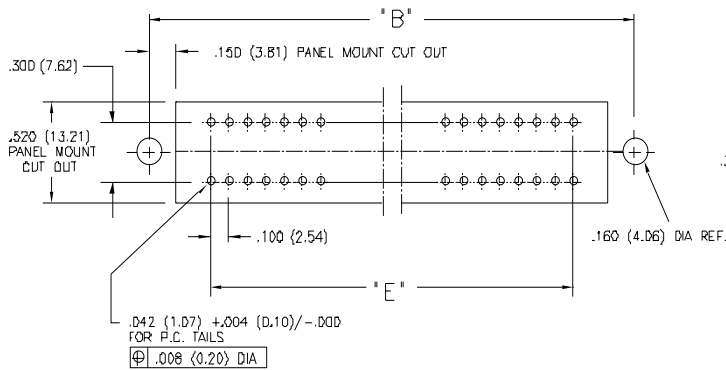 "B"
.150 (3.81) PANEL MOUNT CUT OUT
.300 (7.62)
.520 (13.21)
PANEL MOUNT
CUT OUT
.160 (4.06) DIA REF.
.100 (2.54)
"E"
.042 (1.07) +.004 (0.10)/-.000
FOR P.C. TAILS
⌖ .008 (0.20) DIA